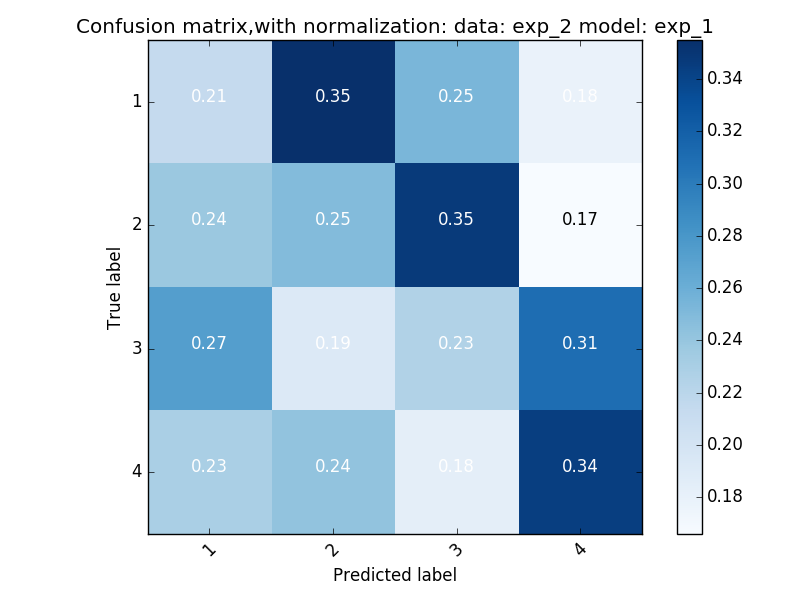 Confusion matrix,with normalization: data: exp_2 model: exp_1
True label
1 0.21 0.35 0.25 0.18
2 0.24 0.25 0.35 0.17
3 0.27 0.19 0.23 0.31
4 0.23 0.24 0.18 0.34
1 2 3 4
Predicted label
0.34
0.32
0.30
0.28
0.26
0.24
0.22
0.20
0.18